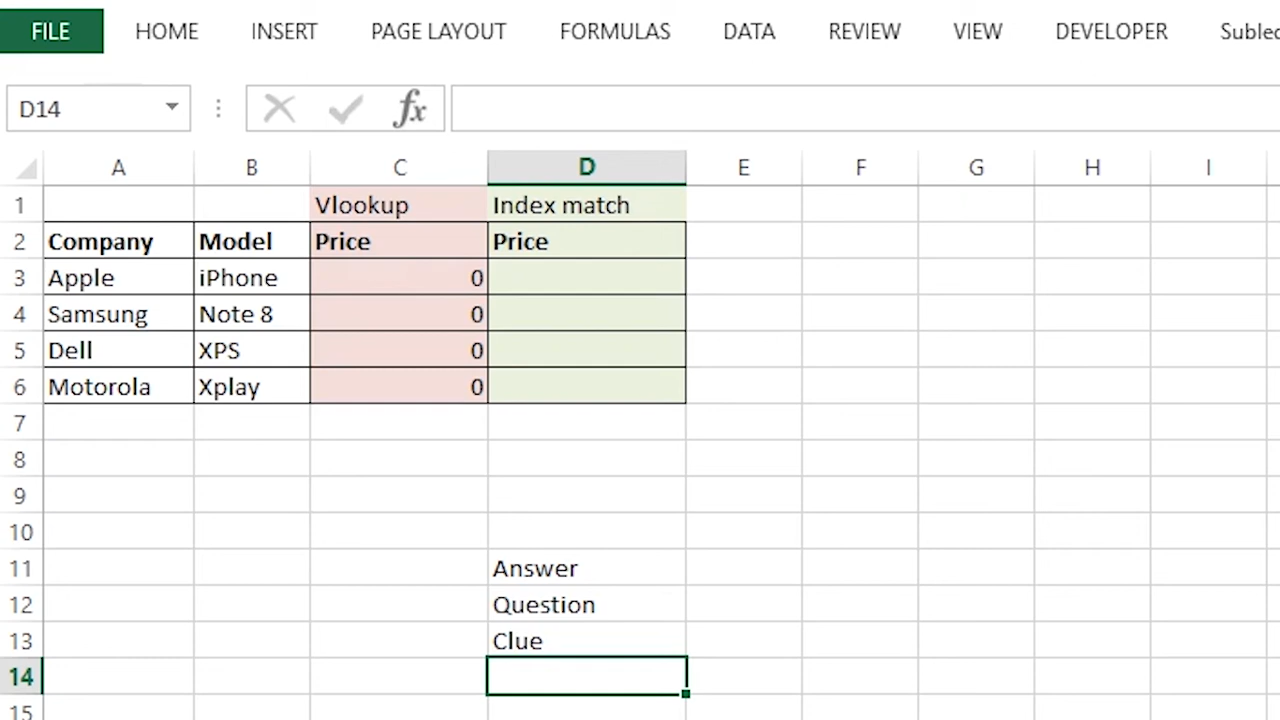 FILE HOME INSERT PAGE LAYOUT FORMULAS DATA REVIEW VIEW DEVELOPER Subled
D14 fx
A B C D E F G H I
1 Vlookup Index match
2 Company Model Price Price
3 Apple iPhone 0
4 Samsung Note 8 0
5 Dell XPS 0
6 Motorola Xplay 0
7
8
9
10
11 Answer
12 Question
13 Clue
14
15